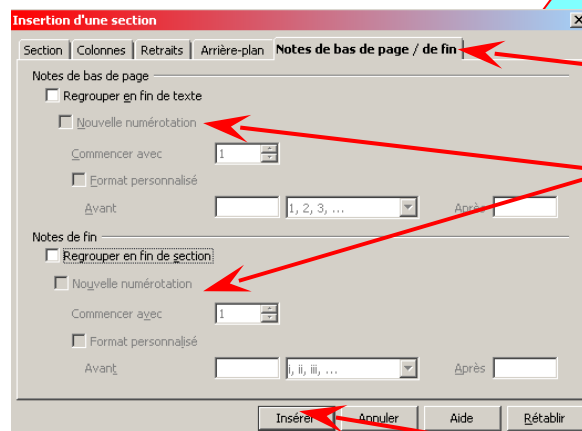 Insertion d'une section
Section Colonnes Retraits Arrière-plan Notes de bas de page / de fin
Notes de bas de page
Regrouper en fin de texte
Nouvelle numérotation
Commencer avec 1
Format personnalisé
Avant 1, 2, 3, ... Après
Notes de fin
Regrouper en fin de section
Nouvelle numérotation
Commencer avec 1
Format personnalisé
Avant i, ii, iii, ... Après
Insérer Annuler Aide Rétablir